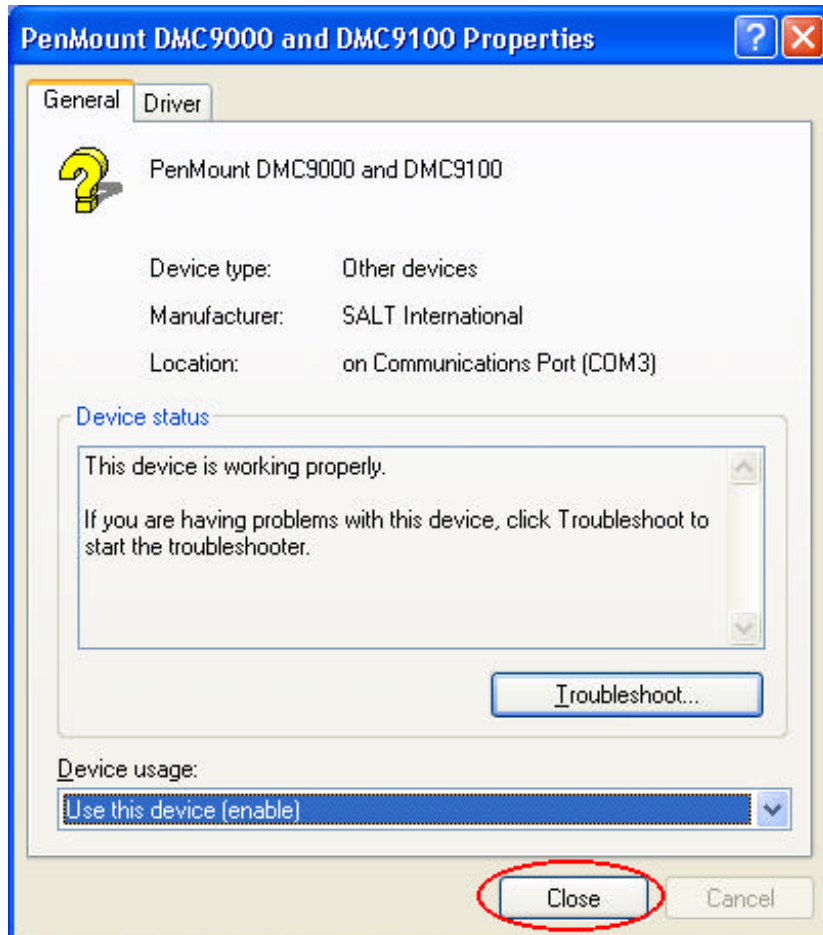 PenMount DMC9000 and DMC9100 Properties
General Driver
PenMount DMC9000 and DMC9100
Device type: Other devices
Manufacturer: SALT International
Location: on Communications Port (COM3)
Device status
This device is working properly.
If you are having problems with this device, click Troubleshoot to
start the troubleshooter.
Troubleshoot...
Device usage:
Use this device (enable)
Close Cancel